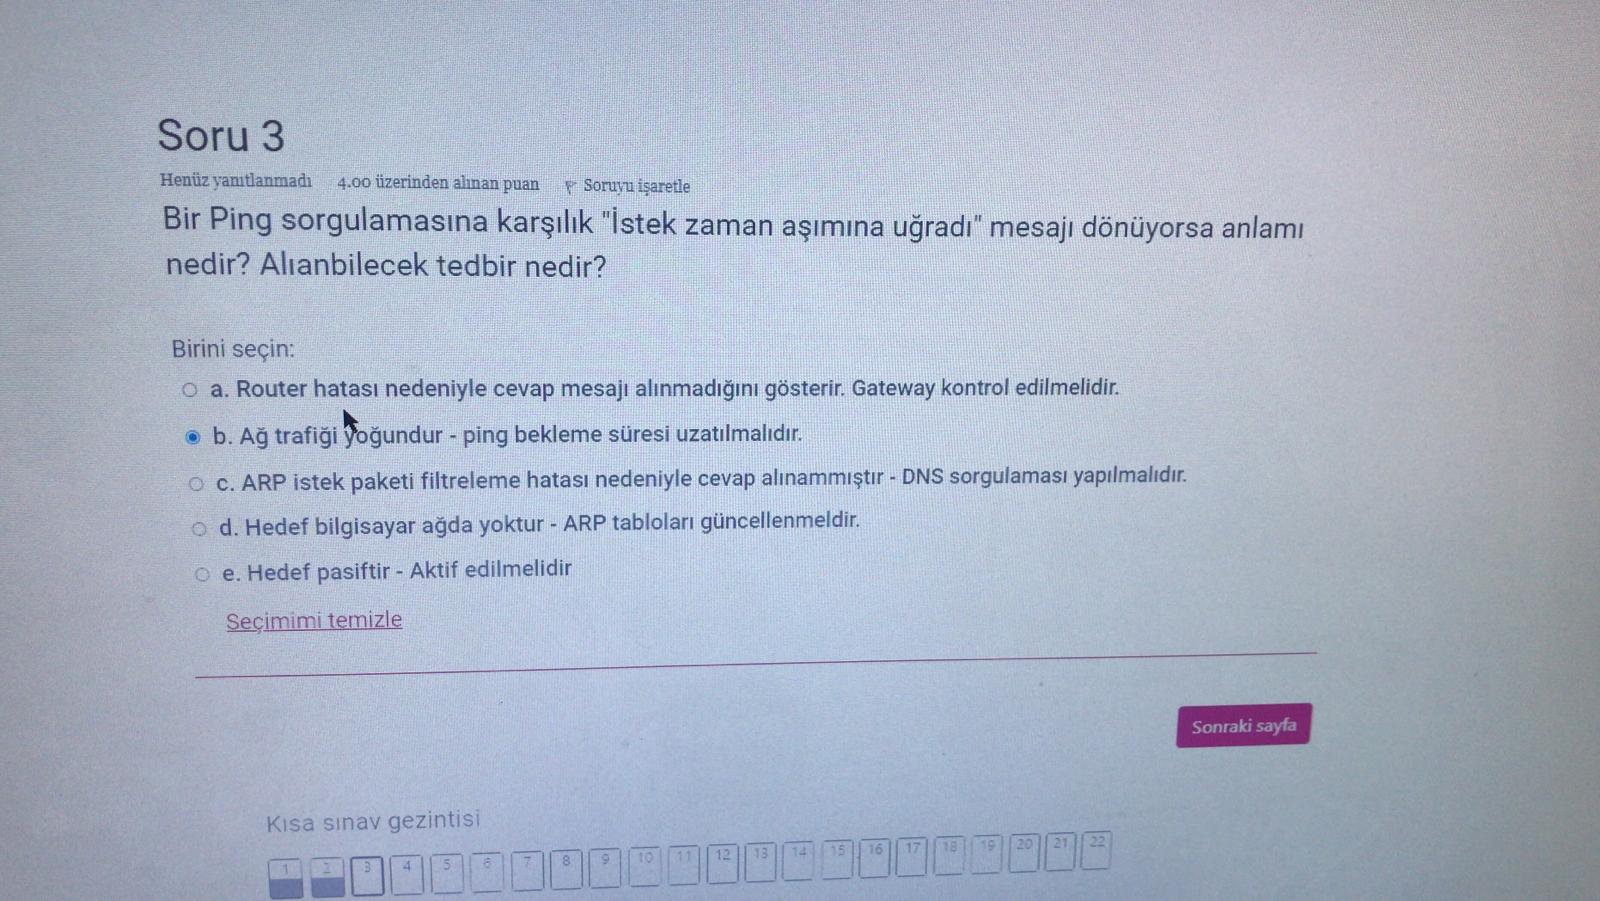 Soru 3
Henüz yanıtlanmadı 4.00 üzerinden alınan puan Soruyu işaretle
Bir Ping sorgulamasına karşılık "İstek zaman aşımına uğradı" mesajı dönüyorsa anlamı
nedir? Alıanbilecek tedbir nedir?
Birini seçin:
a. Router hatası nedeniyle cevap mesajı alınmadığını gösterir. Gateway kontrol edilmelidir.
b. Ağ trafiği yoğundur - ping bekleme süresi uzatılmalıdır.
c. ARP istek paketi filtreleme hatası nedeniyle cevap alınammıştır - DNS sorgulaması yapılmalıdır.
d. Hedef bilgisayar ağda yoktur - ARP tabloları güncellenmeldir.
e. Hedef pasiftir - Aktif edilmelidir
Seçimimi temizle
Sonraki sayfa
Kısa sınav gezintisi
1 2 3 4 5 6 7 8 9 10 11 12 13 14 15 16 17 18 19 20 21 22